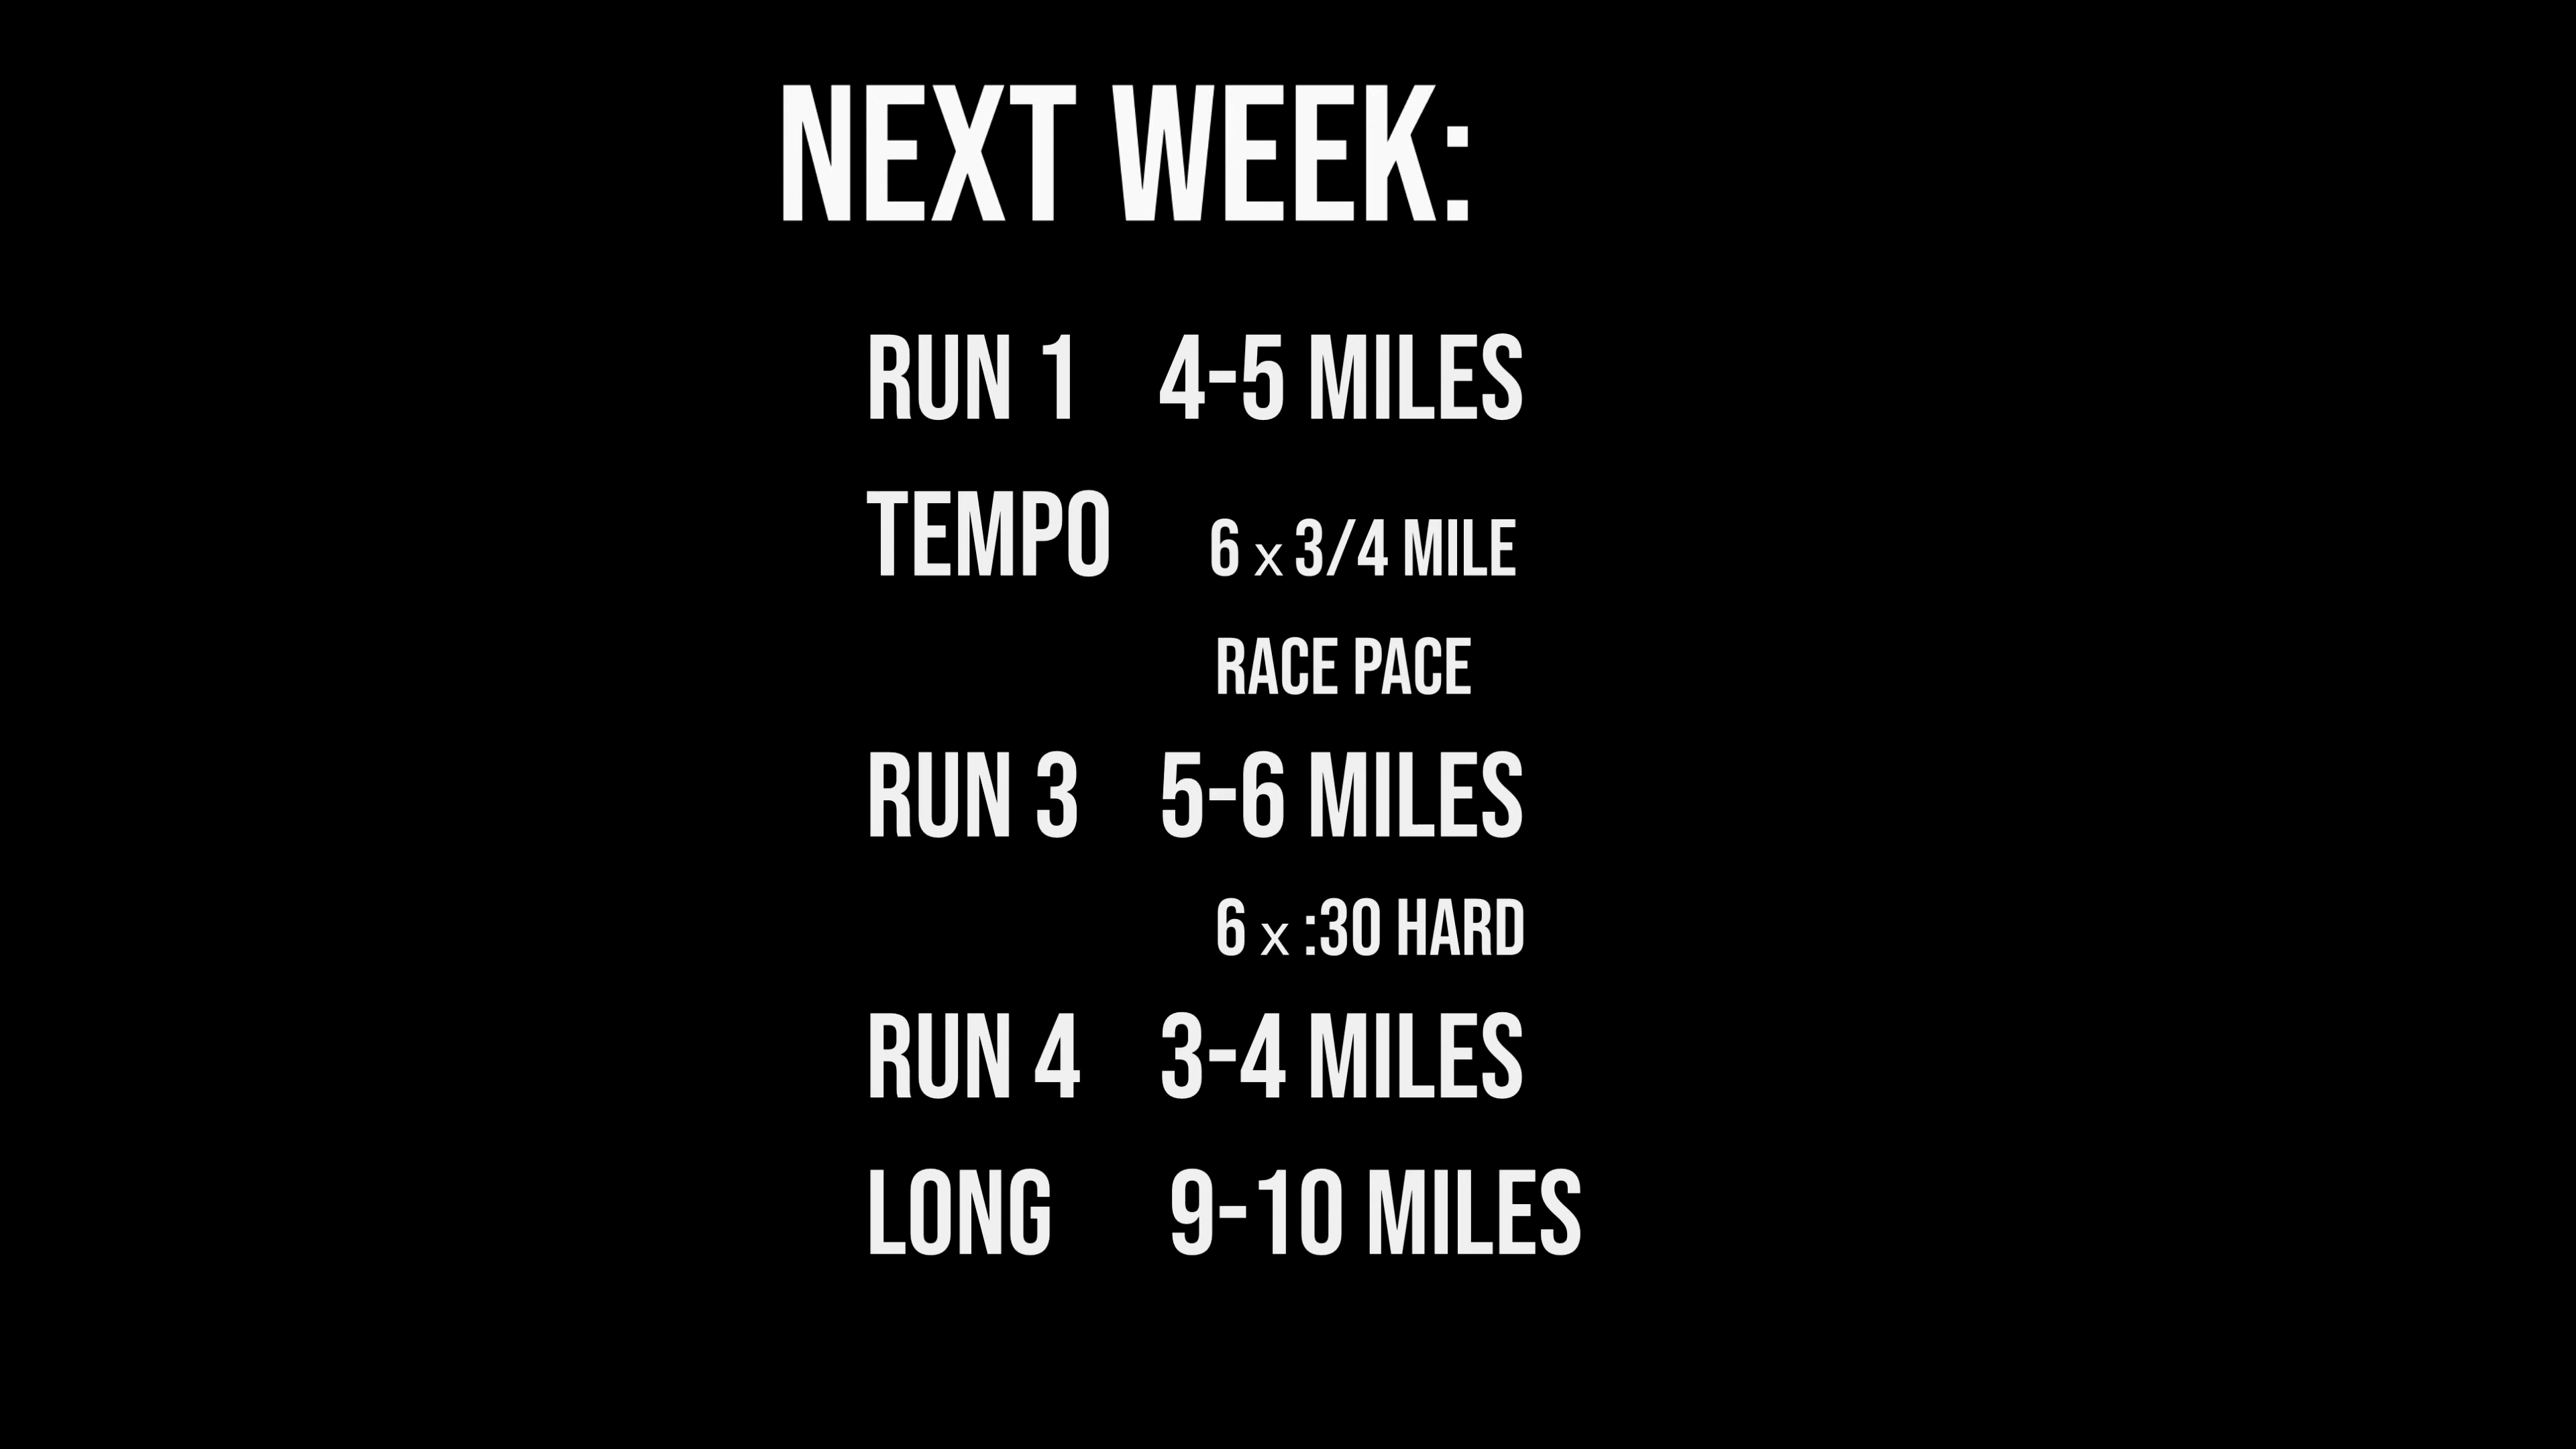 NEXT WEEK:
RUN 1 4-5 MILES
TEMPO 6 x 3/4 MILE
RACE PACE
RUN 3 5-6 MILES
6 x :30 HARD
RUN 4 3-4 MILES
LONG 9-10 MILES